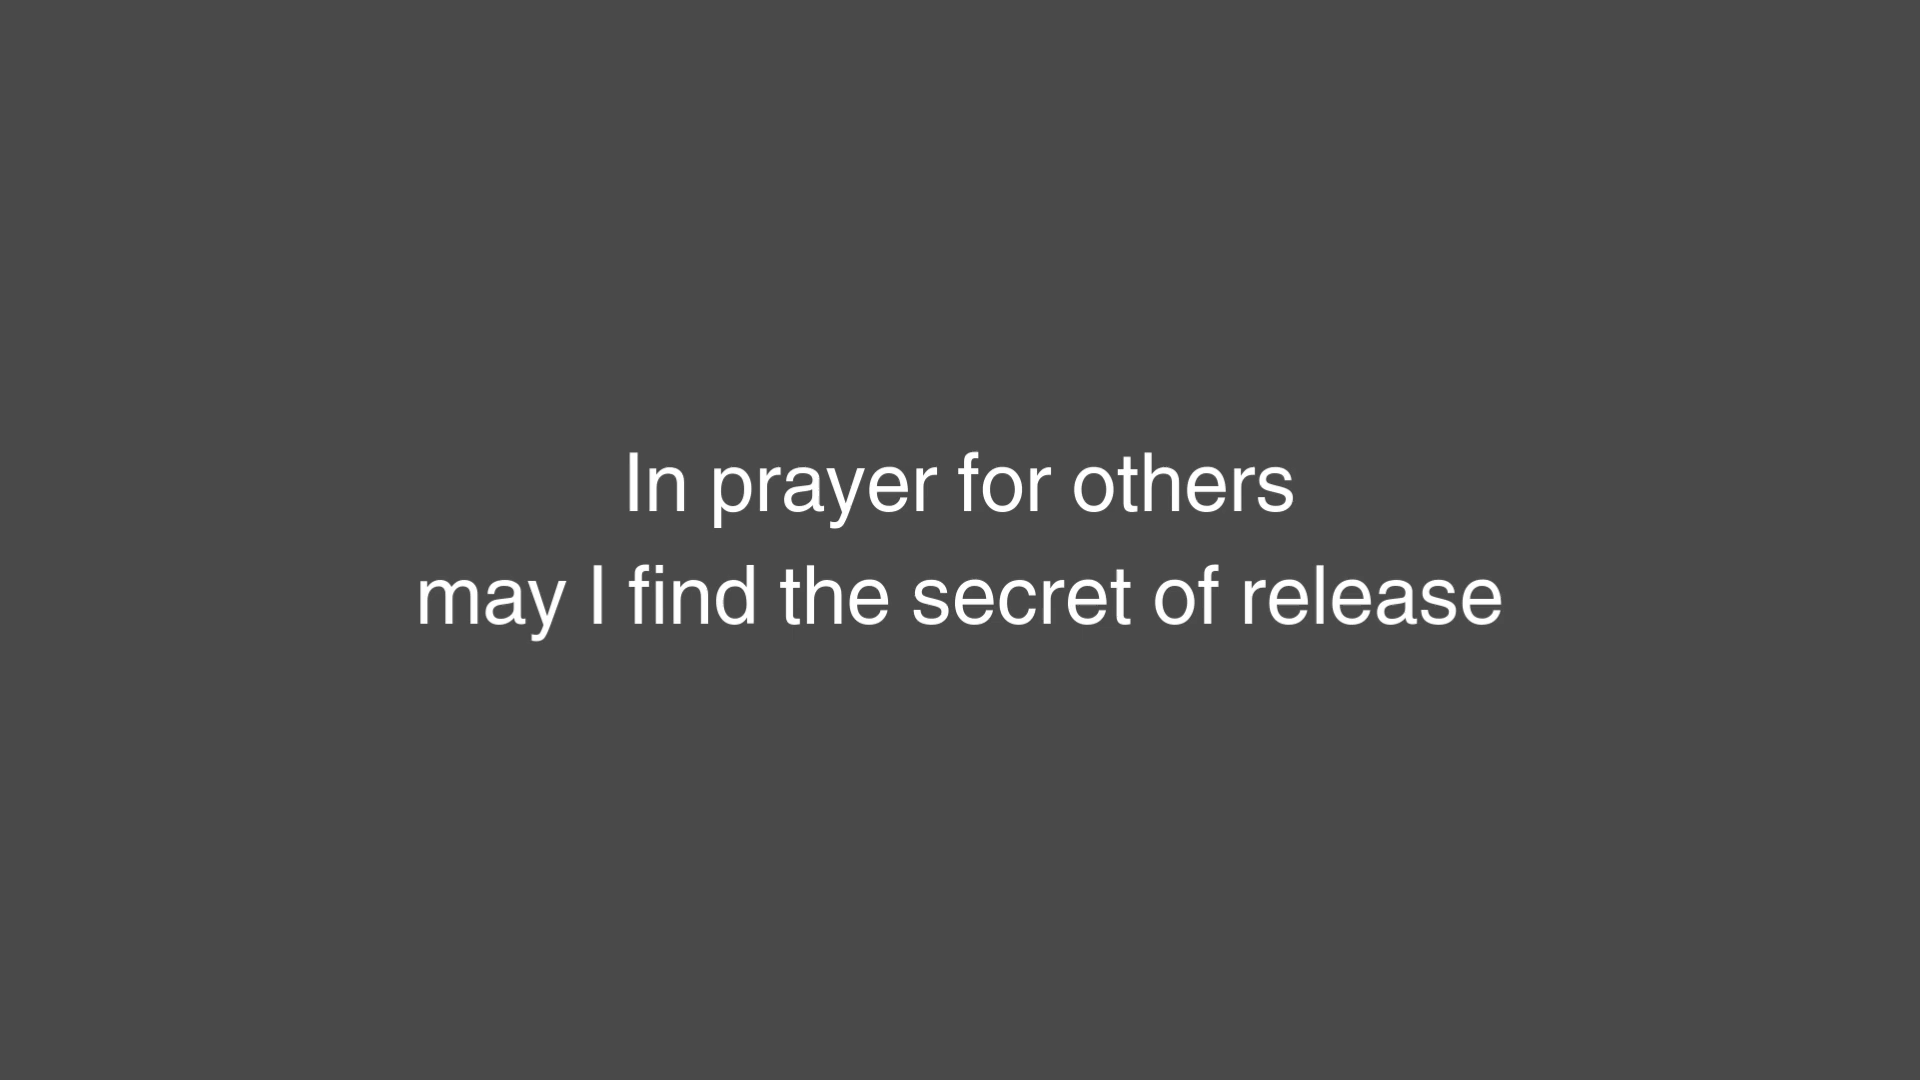 In prayer for others
may I find the secret of release